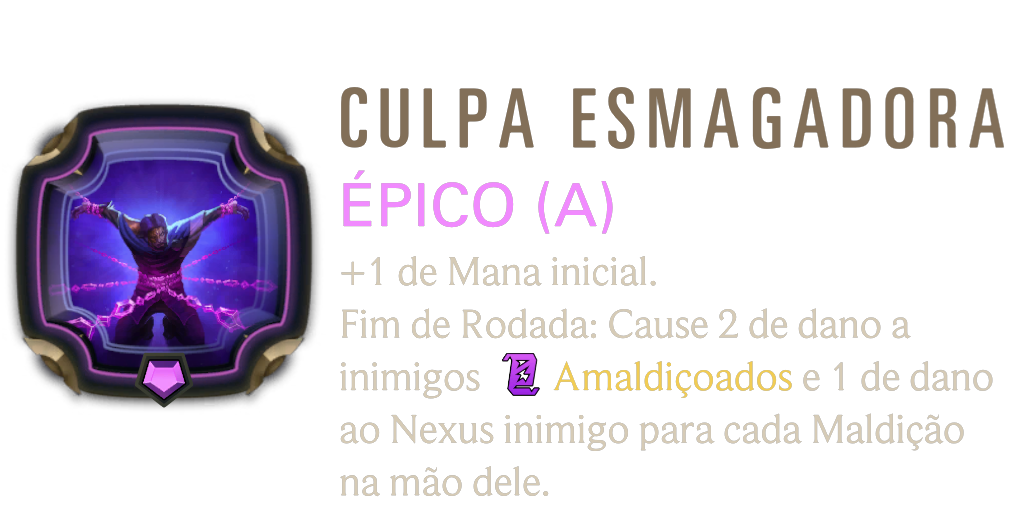 CULPA ESMAGADORA
ÉPICO (A)
+1 de Mana inicial.
Fim de Rodada: Cause 2 de dano a
inimigos Amaldiçoados e 1 de dano
ao Nexus inimigo para cada Maldição
na mão dele.